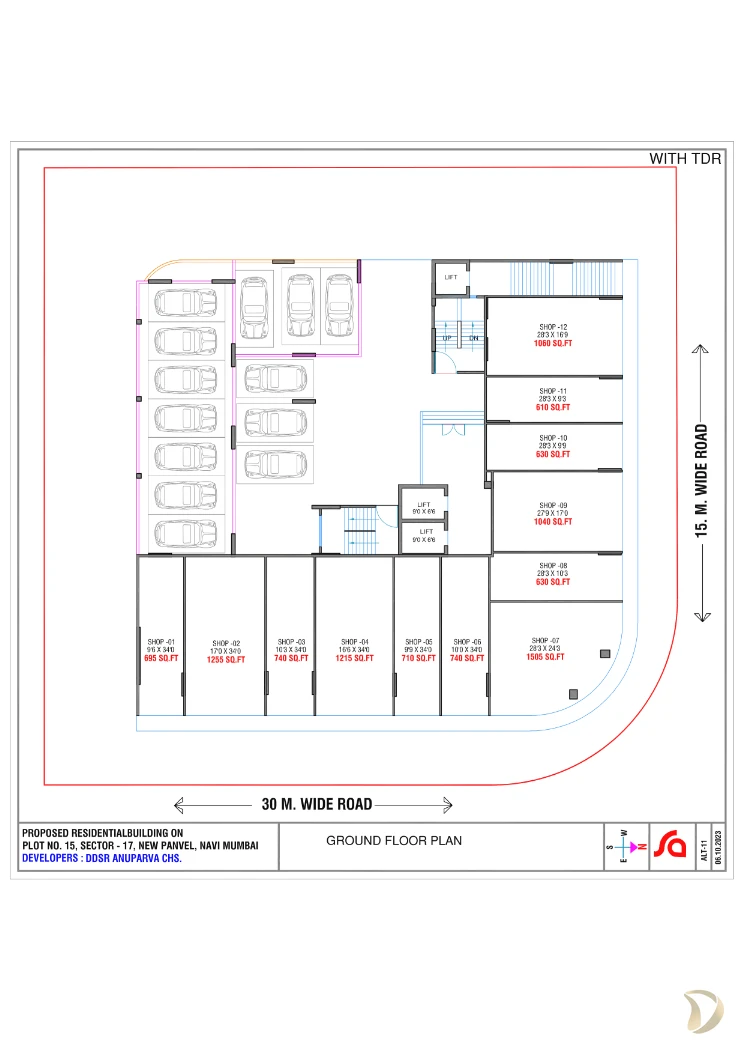 WITH TDR
LIFT
UP
DN
SHOP -12
28'3 X 16'9
1060 SQ.FT
SHOP -11
28'3 X 9'3
610 SQ.FT
SHOP -10
28'3 X 9'9
630 SQ.FT
SHOP -09
27'9 X 17'0
1040 SQ.FT
SHOP -08
28'3 X 10'3
630 SQ.FT
SHOP -07
28'3 X 24'3
1505 SQ.FT
LIFT
9'0 X 6'6
LIFT
9'0 X 6'6
SHOP -01
9'6 X 34'0
695 SQ.FT
SHOP -02
17'0 X 34'0
1255 SQ.FT
SHOP -03
10'3 X 34'0
740 SQ.FT
SHOP -04
16'6 X 34'0
1215 SQ.FT
SHOP -05
9'9 X 34'0
710 SQ.FT
SHOP -06
10'0 X 34'0
740 SQ.FT
15. M. WIDE ROAD
30 M. WIDE ROAD
PROPOSED RESIDENTIALBUILDING ON
PLOT NO. 15, SECTOR - 17, NEW PANVEL, NAVI MUMBAI
DEVELOPERS : DDSR ANUPARVA CHS.
GROUND FLOOR PLAN
S
W
E
N
ALT-11
06.10.2023